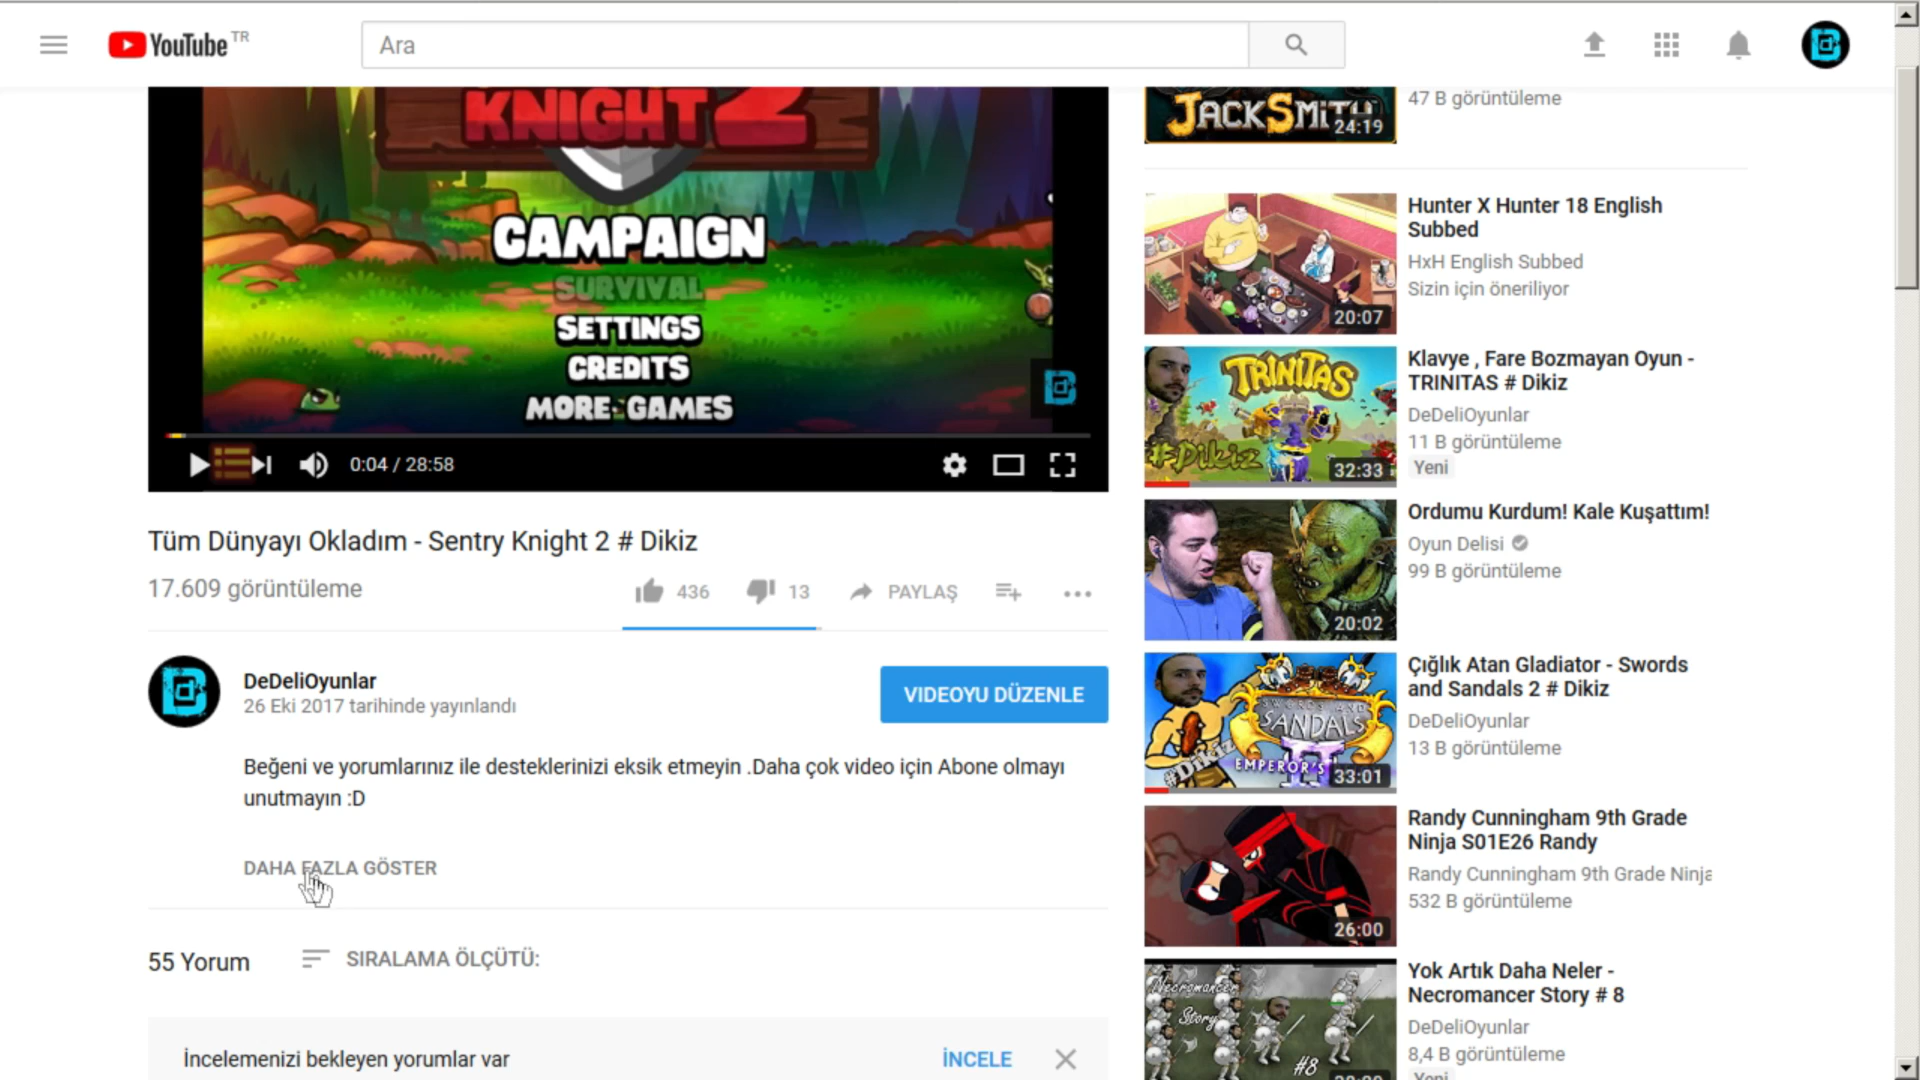 YouTube TR
Ara
KNIGHT 2
CAMPAIGN
SURVIVAL
SETTINGS
CREDITS
MORE GAMES
0:04 / 28:58
Tüm Dünyayı Okladım - Sentry Knight 2 # Dikiz
17.609 görüntüleme
436
13
PAYLAŞ
DeDeliOyunlar
26 Eki 2017 tarihinde yayınlandı
VIDEOYU DÜZENLE
Beğeni ve yorumlarınız ile desteklerinizi eksik etmeyin .Daha çok video için Abone olmayı
unutmayın :D
DAHA FAZLA GÖSTER
55 Yorum
SIRALAMA ÖLÇÜTÜ:
İncelemenizi bekleyen yorumlar var
İNCELE
JACKSMITH
24:19
47 B görüntüleme
20:07
Hunter X Hunter 18 English
Subbed
HxH English Subbed
Sizin için öneriliyor
TRINITAS
#Dikiz
32:33
Klavye , Fare Bozmayan Oyun -
TRINITAS # Dikiz
DeDeliOyunlar
11 B görüntüleme
Yeni
20:02
Ordumu Kurdum! Kale Kuşattım!
Oyun Delisi
99 B görüntüleme
SWORDS AND
SANDALS
II
EMPEROR'S
#Dikiz
33:01
Çığlık Atan Gladiator - Swords
and Sandals 2 # Dikiz
DeDeliOyunlar
13 B görüntüleme
26:00
Randy Cunningham 9th Grade
Ninja S01E26 Randy
Randy Cunningham 9th Grade Ninja
532 B görüntüleme
Necromancer
Story
#8
Yok Artık Daha Neler -
Necromancer Story # 8
DeDeliOyunlar
8,4 B görüntüleme
Yeni